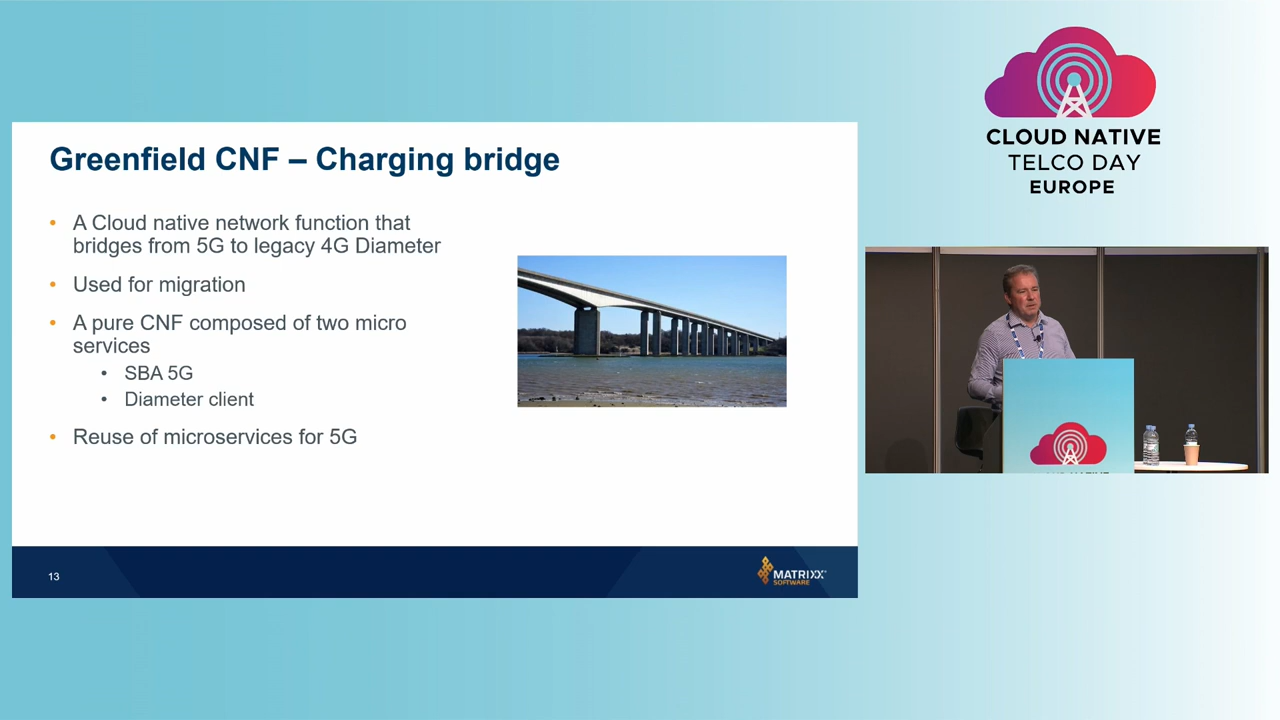 Greenfield CNF – Charging bridge
• A Cloud native network function that
bridges from 5G to legacy 4G Diameter
• Used for migration
• A pure CNF composed of two micro
services
• SBA 5G
• Diameter client
• Reuse of microservices for 5G
13
MATRIXX
SOFTWARE
CLOUD NATIVE
TELCO DAY
EUROPE